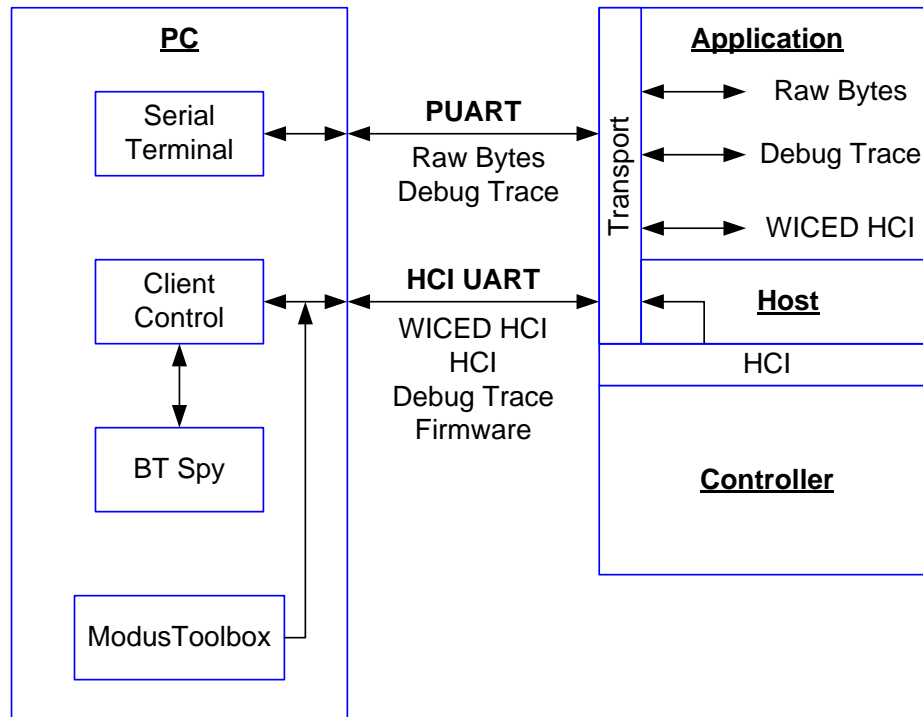 PC
Serial
Terminal
Client
Control
BT Spy
ModusToolbox
PUART
Raw Bytes
Debug Trace
HCI UART
WICED HCI
HCI
Debug Trace
Firmware
Transport
Application
Raw Bytes
Debug Trace
WICED HCI
Host
HCI
Controller